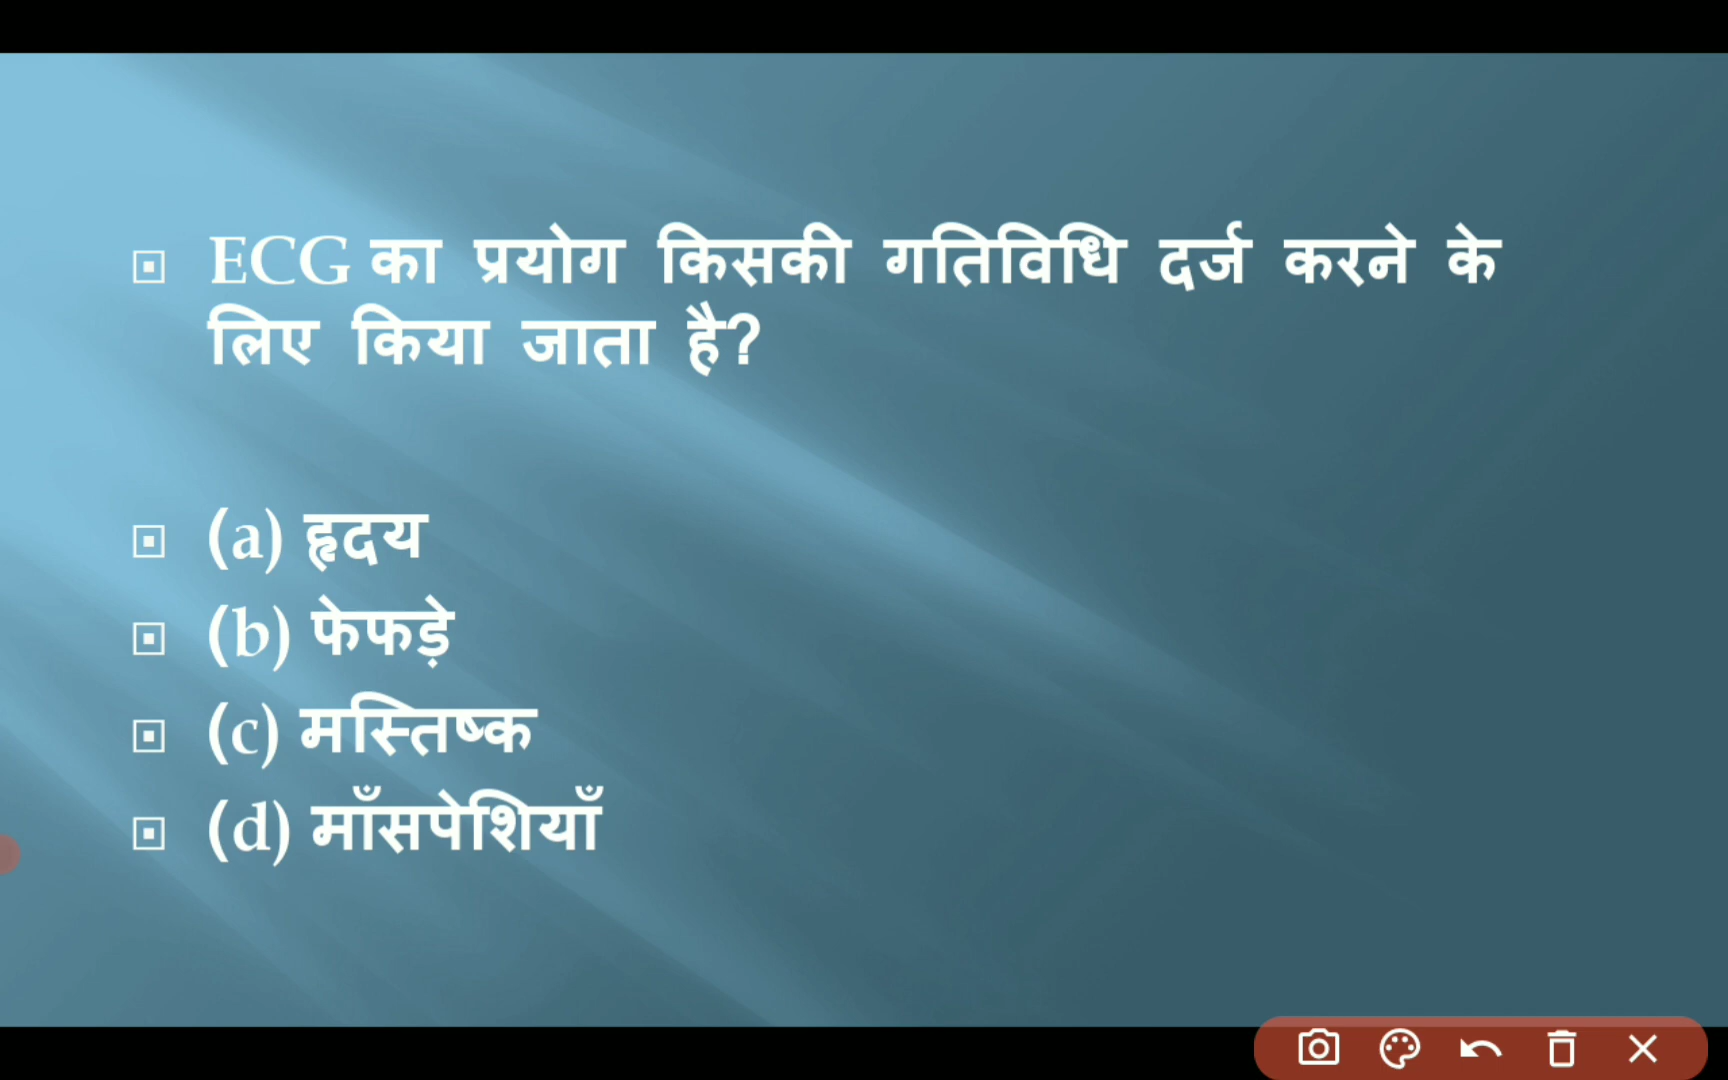 ECG का प्रयोग किसकी गतिविधि दर्ज करने के
लिए किया जाता है?
(a) हृदय
(b) फेफड़े
(c) मस्तिष्क
(d) माँसपेशियाँ